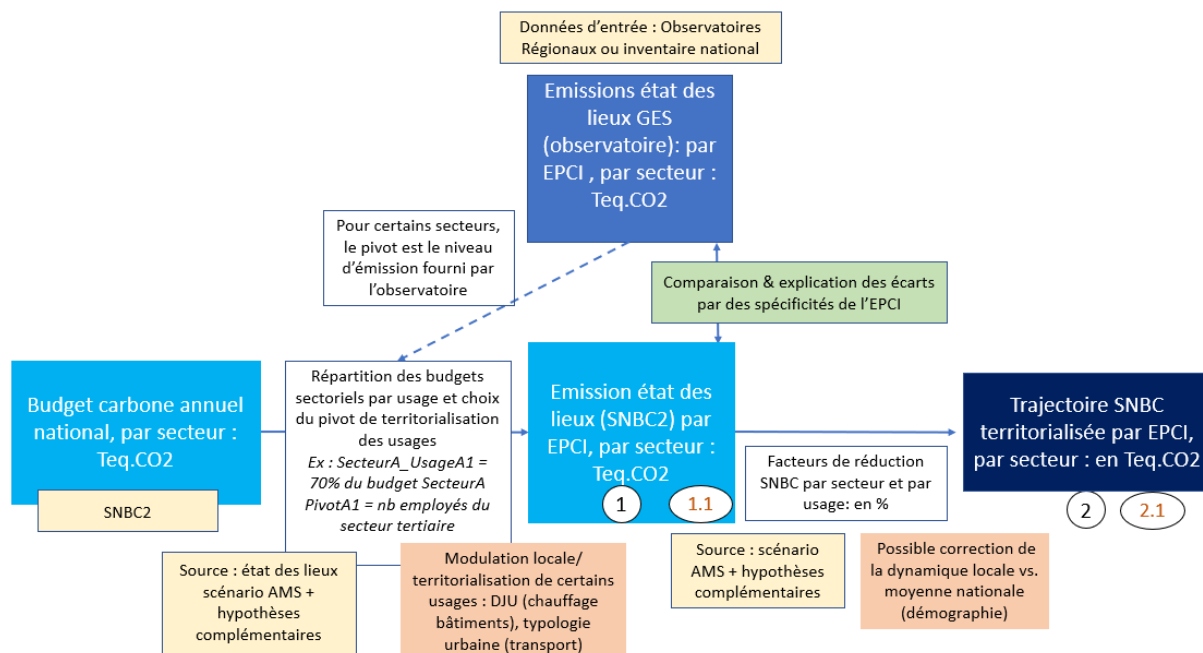 Données d’entrée : Observatoires
Régionaux ou inventaire national
Emissions état des
lieux GES
(observatoire): par
EPCI , par secteur :
Teq.CO2
Pour certains secteurs,
le pivot est le niveau
d’émission fourni par
l’observatoire
Comparaison & explication des écarts
par des spécificités de l’EPCI
Budget carbone annuel
national, par secteur :
Teq.CO2
SNBC2
Répartition des budgets
sectoriels par usage et choix
du pivot de territorialisation
des usages
Ex : SecteurA_UsageA1 =
70% du budget SecteurA
PivotA1 = nb employés du
secteur tertiaire
Source : état des lieux
scénario AMS +
hypothèses
complémentaires
Modulation locale/
territorialisation de certains
usages : DJU (chauffage
bâtiments), typologie
urbaine (transport)
Emission état des
lieux (SNBC2) par
EPCI, par secteur :
Teq.CO2
1
1.1
Facteurs de réduction
SNBC par secteur et par
usage: en %
Source : scénario
AMS + hypothèses
complémentaires
Trajectoire SNBC
territorialisée par EPCI,
par secteur : en Teq.CO2
2
2.1
Possible correction de
la dynamique locale vs.
moyenne nationale
(démographie)